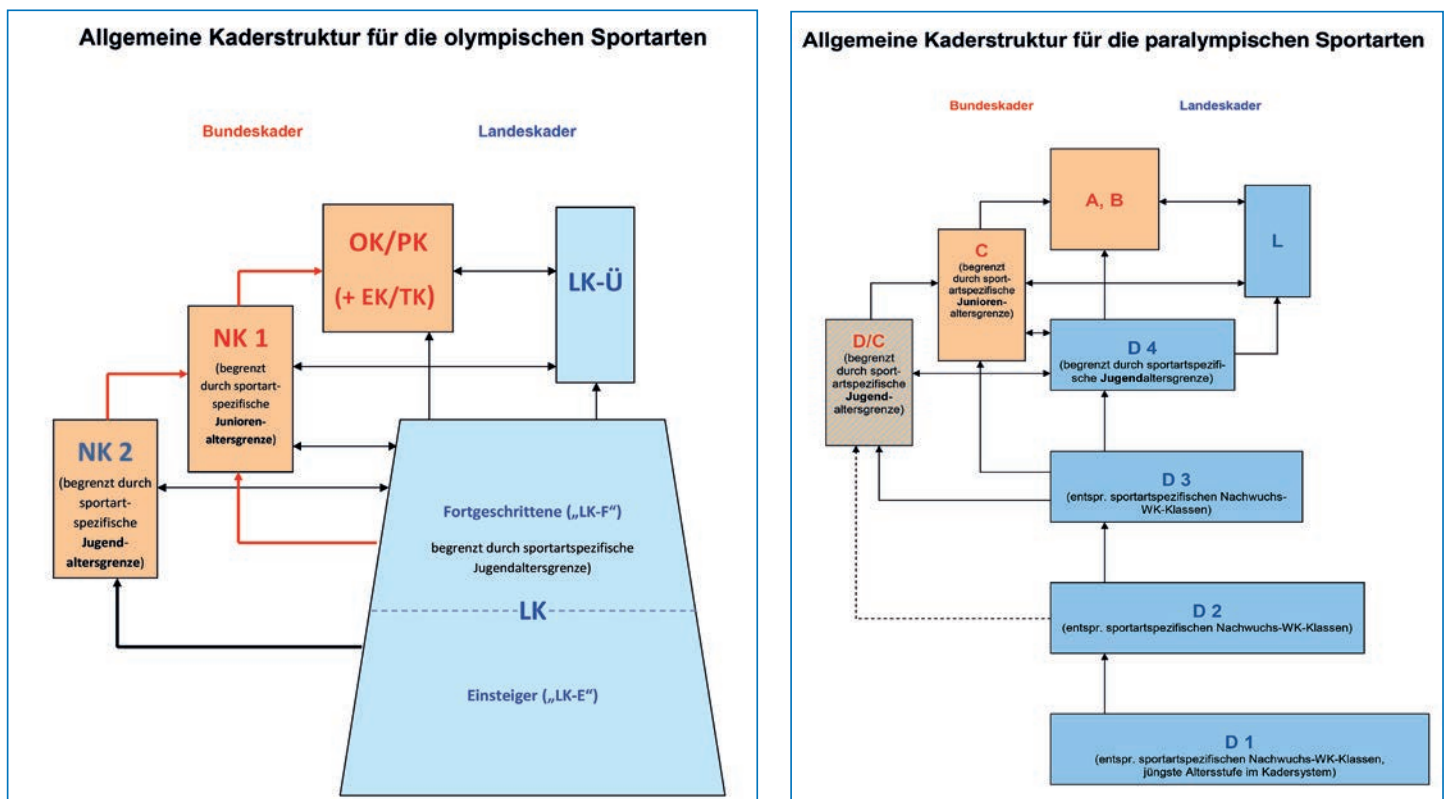 Allgemeine Kaderstruktur für die olympischen Sportarten
Bundeskader
Landeskader
OK/PK
(+ EK/TK)
LK-Ü
NK 1
(begrenzt
durch sportart-
spezifische
Junioren-
altersgrenze)
NK 2
(begrenzt durch
sportart-
spezifische
Jugend-
altersgrenze)
Fortgeschrittene („LK-F“)
begrenzt durch sportartspezifische
Jugendaltersgrenze)
LK
Einsteiger („LK-E“)
Allgemeine Kaderstruktur für die paralympischen Sportarten
Bundeskader
Landeskader
A, B
L
C
(begrenzt
durch sport-
artspezifische
Junioren-
altersgrenze)
D/C
(begrenzt
durch sport-
artspezifische
Jugend-
altersgrenze)
D 4
(begrenzt durch sportartspezifi-
sche Jugendaltersgrenze)
D 3
(entspr. sportartspezifischen Nachwuchs-
WK-Klassen)
D 2
(entspr. sportartspezifischen Nachwuchs-WK-Klassen)
D 1
(entspr. sportartspezifischen Nachwuchs-WK-Klassen,
jüngste Altersstufe im Kadersystem)